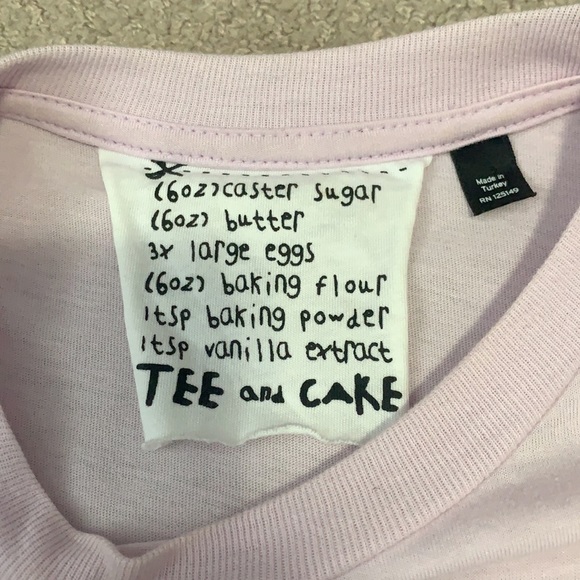 (6oz) caster sugar
(6oz) butter
3x large eggs
(6oz) baking flour
1tsp baking powder
1tsp vanilla extract
TEE and CAKE
Made in
Turkey
RN 125149